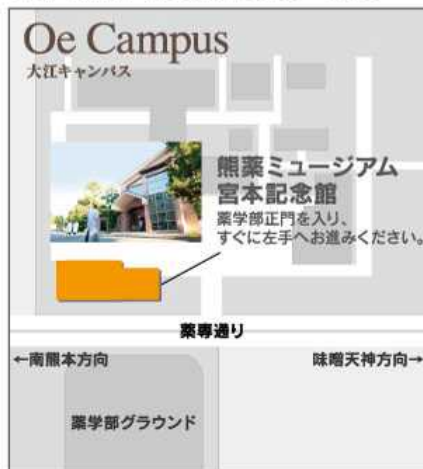 Oe Campus
大江キャンパス
熊薬ミュージアム
宮本記念館
薬学部正門を入り、
すぐに左手へお進みください。
薬専通り
←南熊本方向
味噌天神方向→
薬学部グラウンド